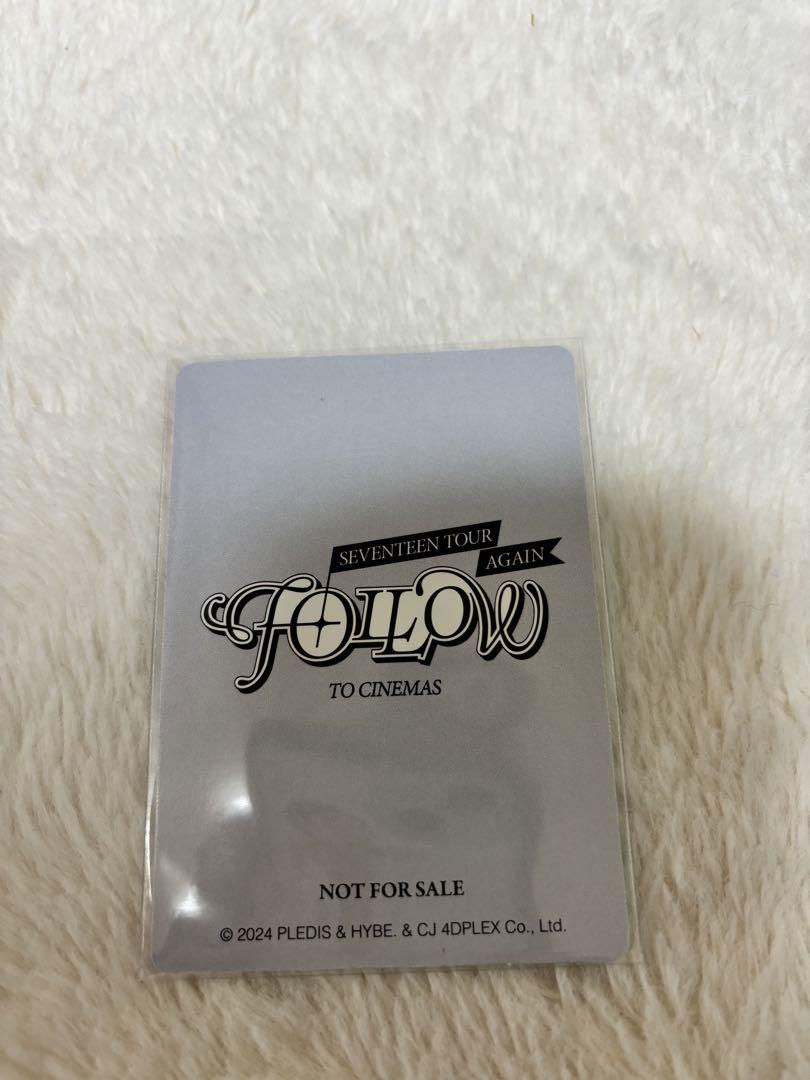 SEVENTEEN TOUR
AGAIN
FOLLOW
TO CINEMAS
NOT FOR SALE
© 2024 PLEDIS & HYBE. & CJ 4DPLEX Co., Ltd.